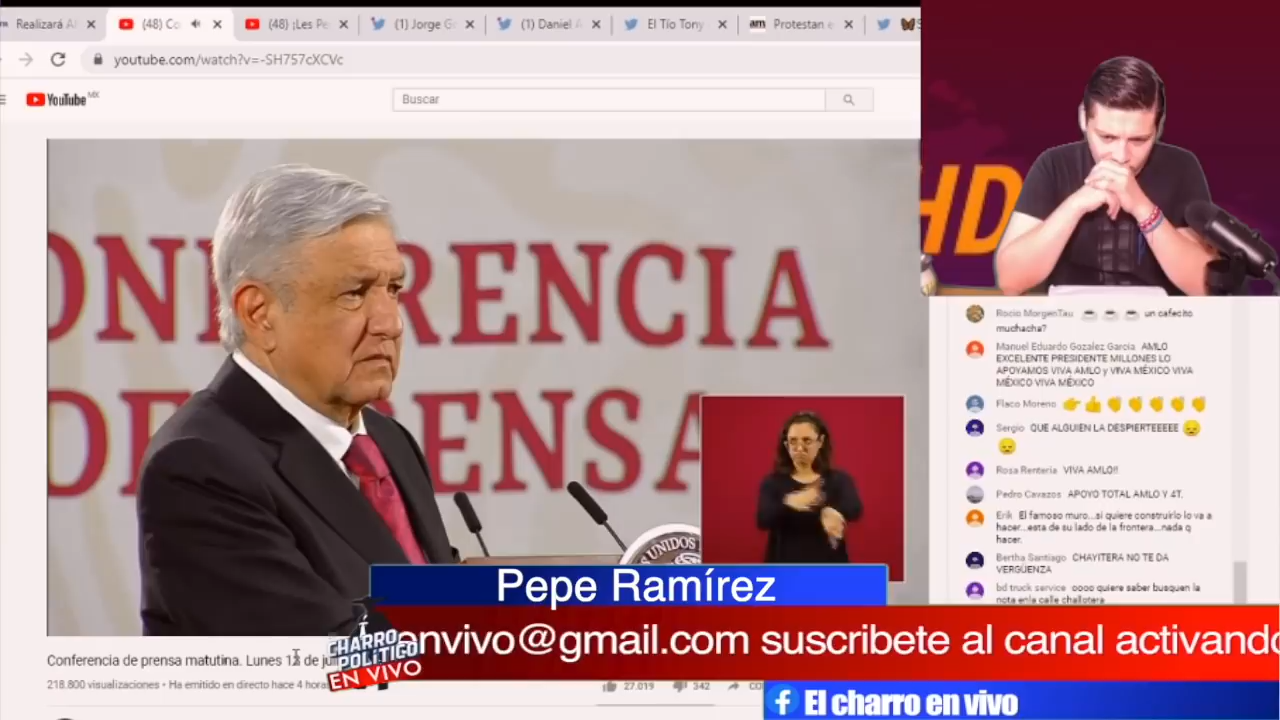 Realizará
(48) Co
(48) ¡Les Pe
(1) Jorge G
(1) Daniel
El Tío Tony
am Protestan e
youtube.com/watch?v=-SH757cXCVc
YouTube MX
Buscar
HD
CONFERENCIA
DE PRENSA
UNIDOS
Rocio MorgenTau un cafecito
muchacha?
Manuel Eduardo Gozalez Garcia AMLO
EXCELENTE PRESIDENTE MILLONES LO
APOYAMOS VIVA AMLO y VIVA MÉXICO VIVA
MÉXICO VIVA MÉXICO
Flaco Moreno
Sergio QUE ALGUIEN LA DESPIERTEEEEE
Rosa Renteria VIVA AMLO!!
Pedro Cavazos APOYO TOTAL AMLO Y 4T.
Erik El famoso muro...si quiere construirlo lo va a
hacer...esta de su lado de la frontera...nada q
hacer.
Bertha Santiago CHAYITERA NO TE DA
VERGÜENZA
bd truck service oooo quiere saber busquen la
nota enla calle challotera
Pepe Ramírez
envivo@gmail.com suscribete al canal activando
CHARRO
POLÍTICO
EN VIVO
Conferencia de prensa matutina. Lunes 13 de ju
218.800 visualizaciones • Ha emitido en directo hace 4 hora
27.019 342 CO
El charro en vivo